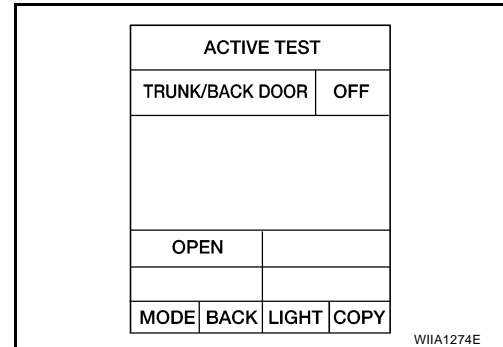 ACTIVE TEST
TRUNK/BACK DOOR OFF
OPEN
MODE BACK LIGHT COPY
WIIA1274E